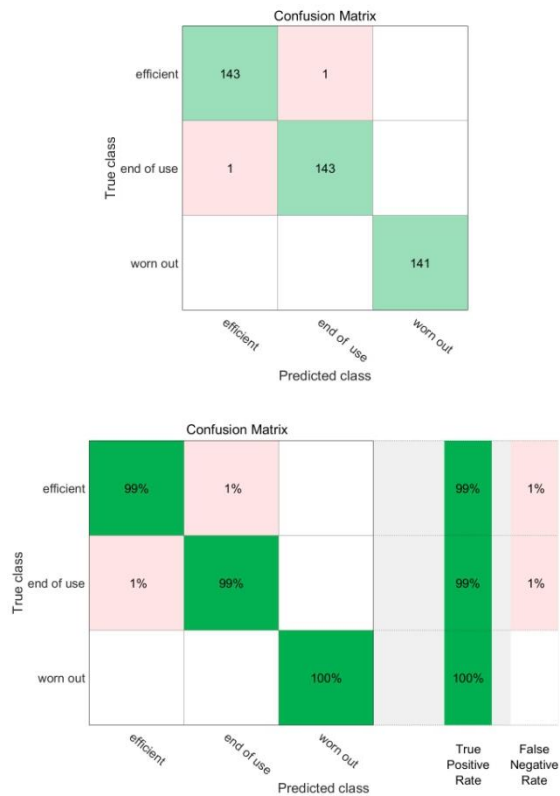 Confusion Matrix
efficient
143
1
end of use
1
143
worn out
141
True class
efficient
end of use
worn out
Predicted class
Confusion Matrix
efficient
99%
1%
99%
1%
end of use
1%
99%
99%
1%
worn out
100%
100%
True class
efficient
end of use
worn out
True
Positive
Rate
False
Negative
Rate
Predicted class